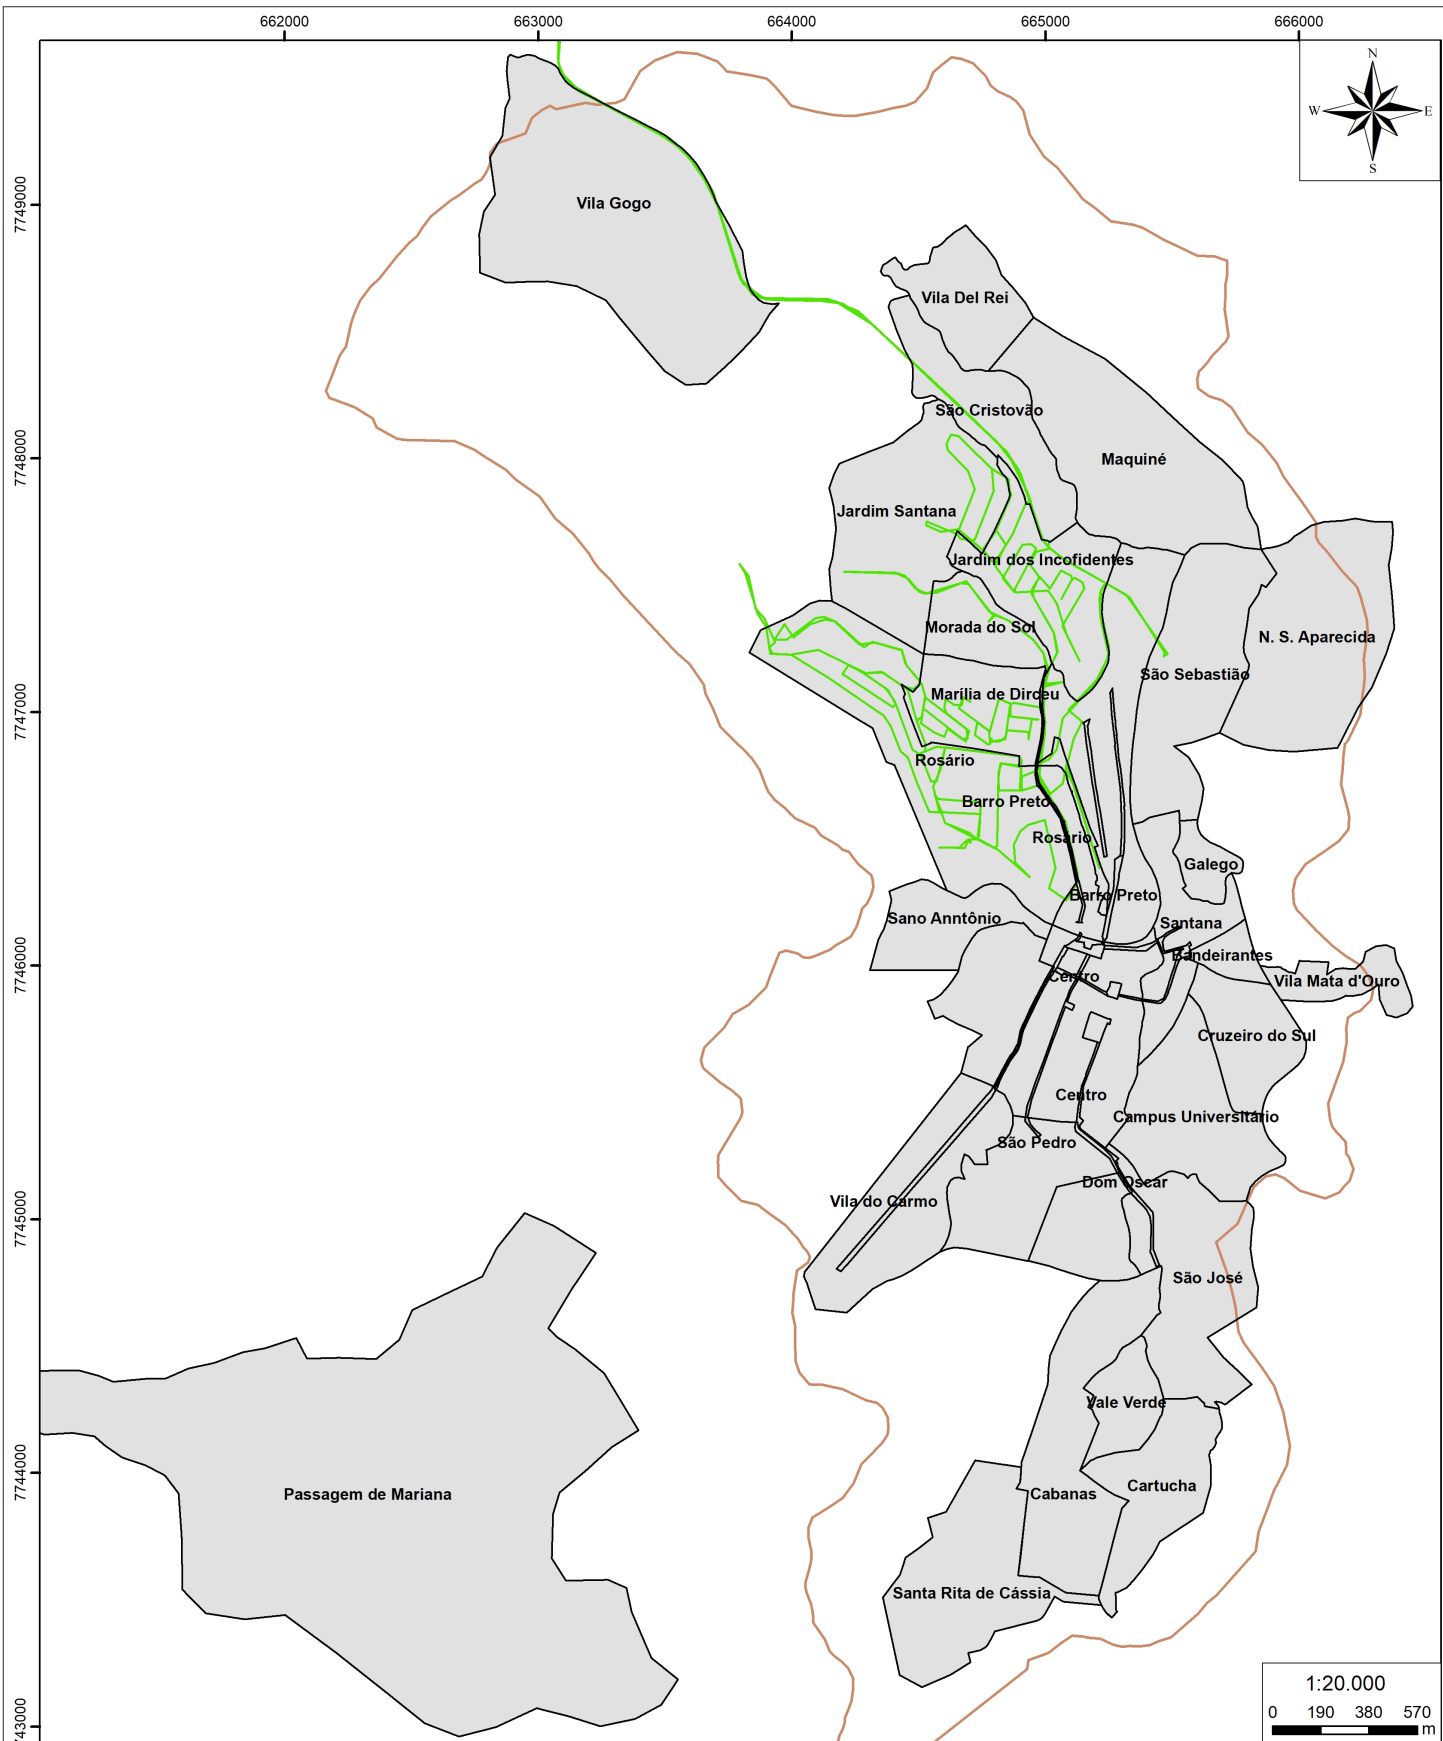 662000 663000 664000 665000 666000
N
W E
S
7749000
Vila Gogo
Vila Del Rei
São Cristovão
7748000
Maquiné
Jardim Santana
Jardim dos Incofidentes
Morada do Sol
N. S. Aparecida
São Sebastião
Marília de Dirceu
7747000
Rosário
Barro Preto
Rosário
Galego
Barro Preto
Sano Anntônio
Santana
Bandeirantes
7746000
Centro
Vila Mata d'Ouro
Cruzeiro do Sul
Centro
Campus Universitário
São Pedro
Dom Oscar
Vila do Carmo
7745000
São José
Vale Verde
7744000
Cartucha
Passagem de Mariana
Cabanas
Santa Rita de Cássia
1:20.000
0 190 380 570
m
43000